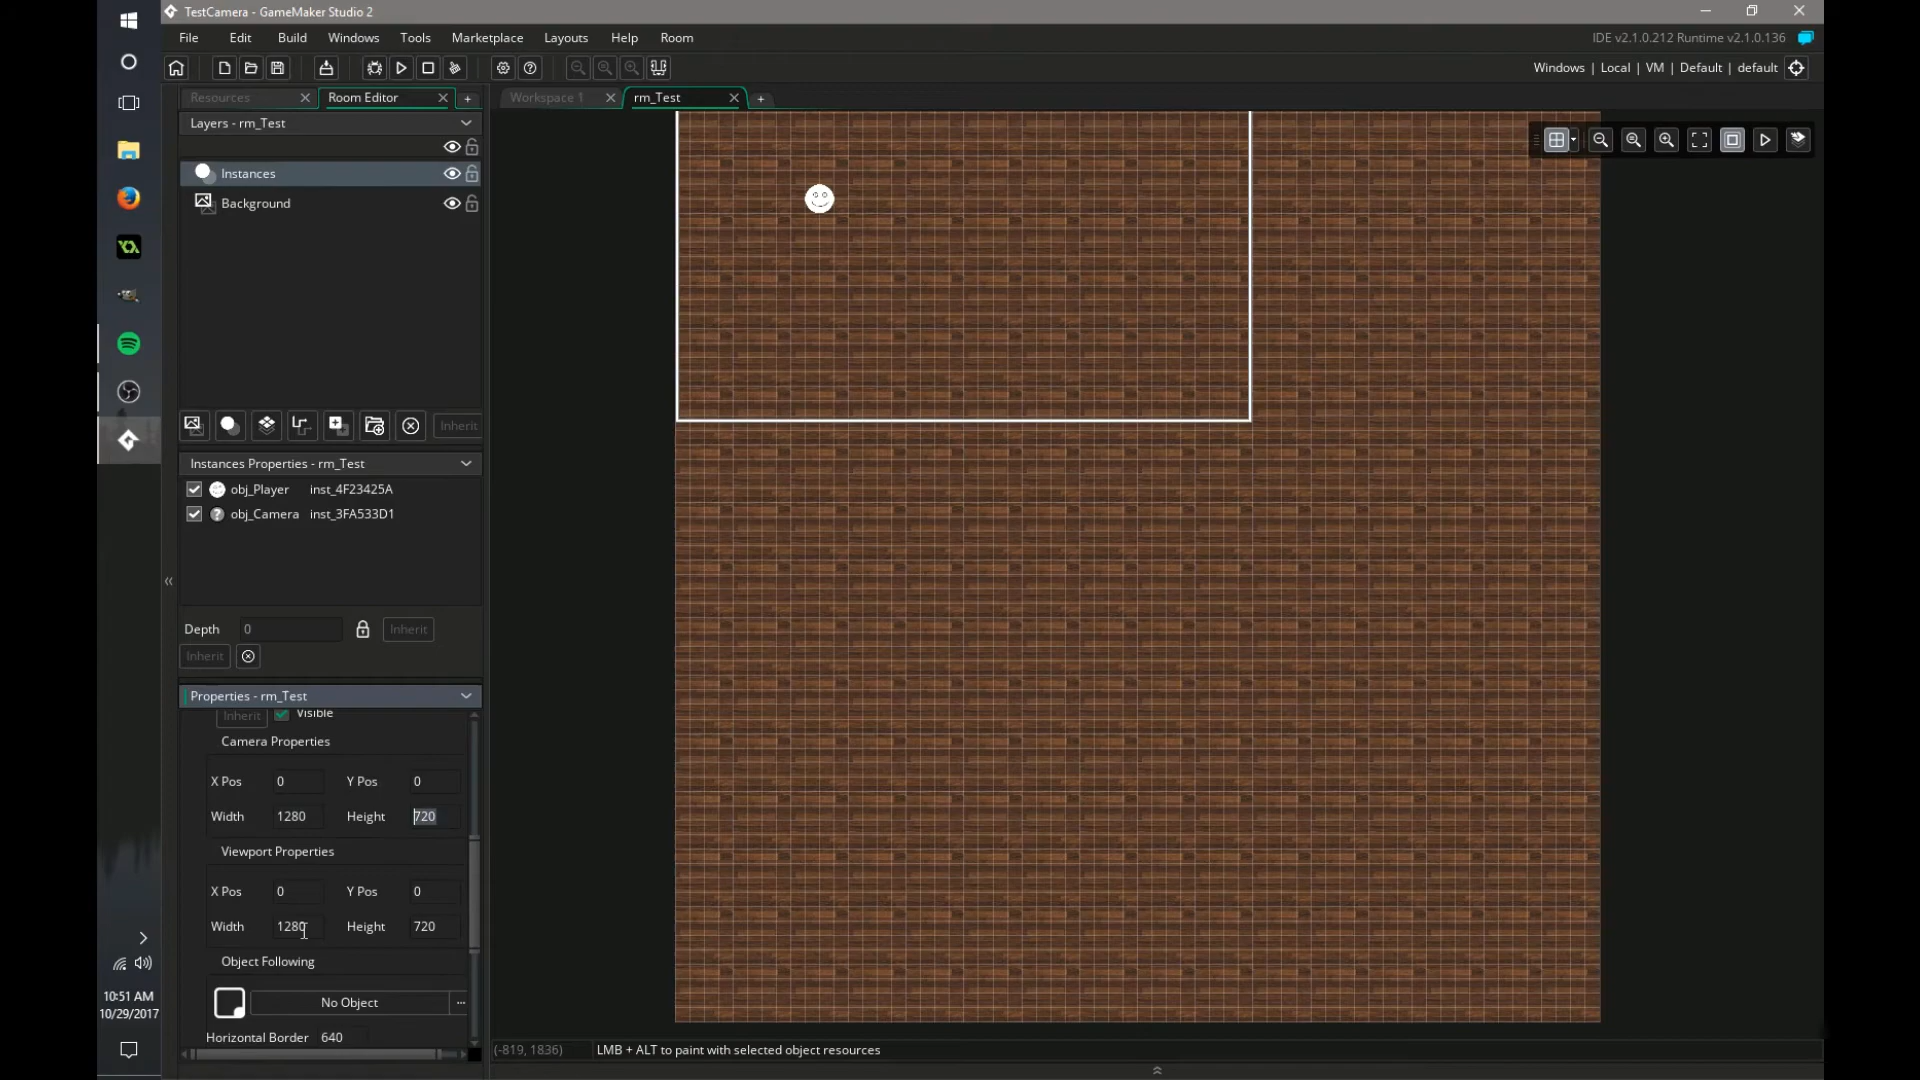 TestCamera - GameMaker Studio 2
File Edit Build Windows Tools Marketplace Layouts Help Room
IDE v2.1.0.212 Runtime v2.1.0.136
Windows | Local | VM | Default | default
Resources Room Editor Workspace 1 rm_Test
Layers - rm_Test
Instances
Background
Inherit
Instances Properties - rm_Test
obj_Player inst_4F23425A
obj_Camera inst_3FA533D1
Depth 0 Inherit
Inherit
Properties - rm_Test
Inherit Visible
Camera Properties
X Pos 0 Y Pos 0
Width 1280 Height 720
Viewport Properties
X Pos 0 Y Pos 0
Width 1280 Height 720
Object Following
No Object ...
Horizontal Border 640
10:51 AM
10/29/2017
(-819, 1836) LMB + ALT to paint with selected object resources